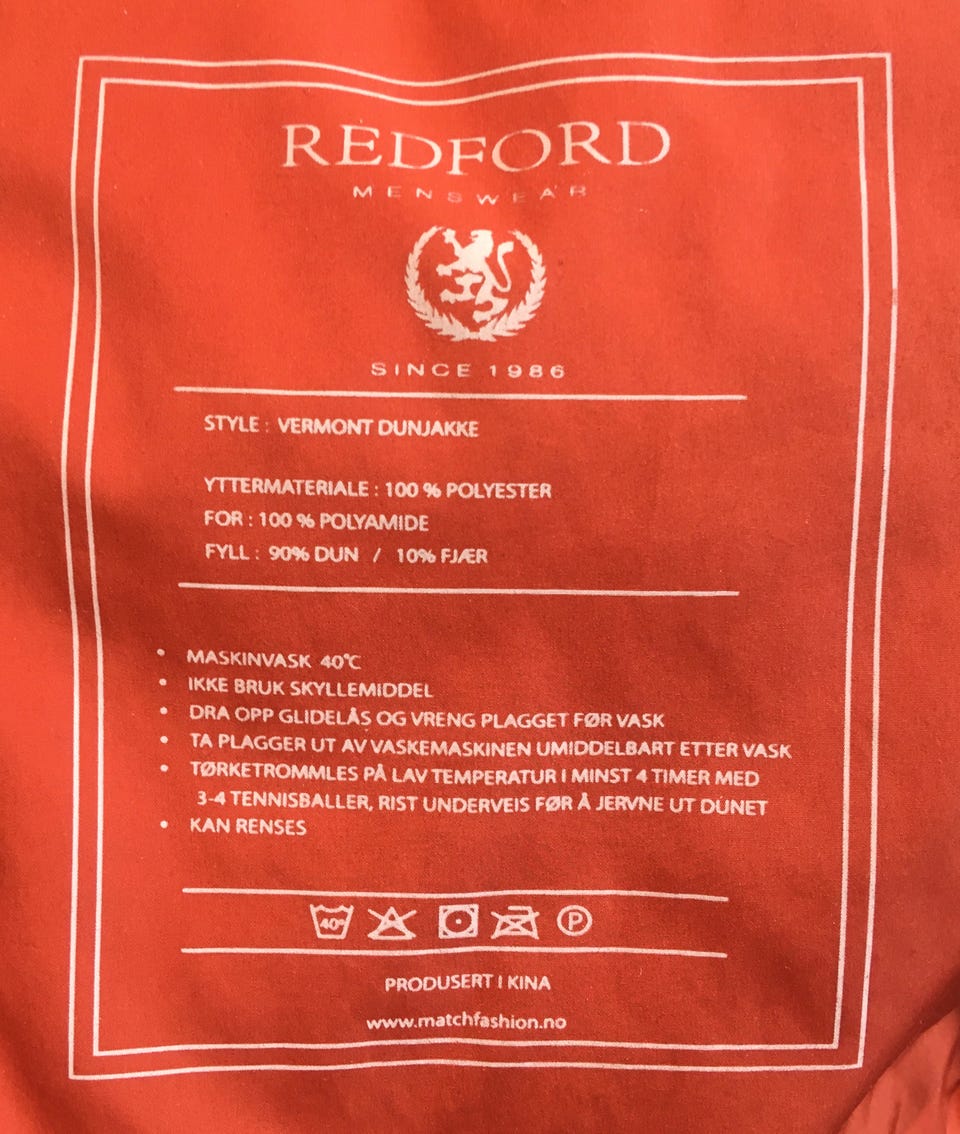 REDFORD
MENSWEAR
SINCE 1986
STYLE : VERMONT DUNJAKKE
YTTERMATERIALE : 100 % POLYESTER
FOR : 100 % POLYAMIDE
FYLL : 90% DUN / 10% FJÆR
• MASKINVASK 40°C
• IKKE BRUK SKYLLEMIDDEL
• DRA OPP GLIDELÅS OG VRENG PLAGGET FØR VASK
• TA PLAGGER UT AV VASKEMASKINEN UMIDDELBART ETTER VASK
• TØRKETROMMLES PÅ LAV TEMPERATUR I MINST 4 TIMER MED
3-4 TENNISBALLER, RIST UNDERVEIS FØR Å JERVNE UT DUNET
• KAN RENSES
40° P
PRODUSERT I KINA
www.matchfashion.no